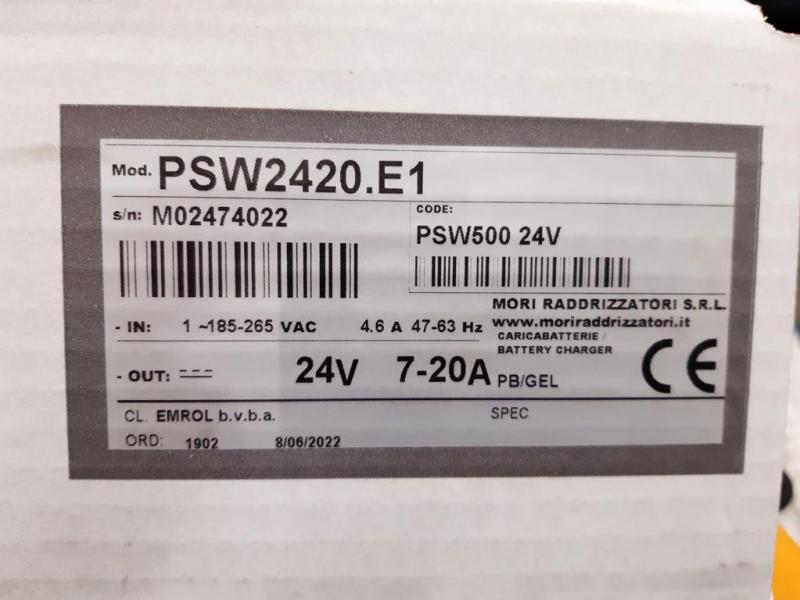 Mod. PSW2420.E1
s/n: M02474022
CODE:
PSW500 24V
MORI RADDRIZZATORI S.R.L.
- IN: 1 ~185-265 VAC 4.6 A 47-63 Hz www.moriraddrizzatori.it
CARICABATTERIE/
BATTERY CHARGER
- OUT: 24V 7-20A PB/GEL
CE
CL. EMROL b.v.b.a. SPEC
ORD: 1902 8/06/2022